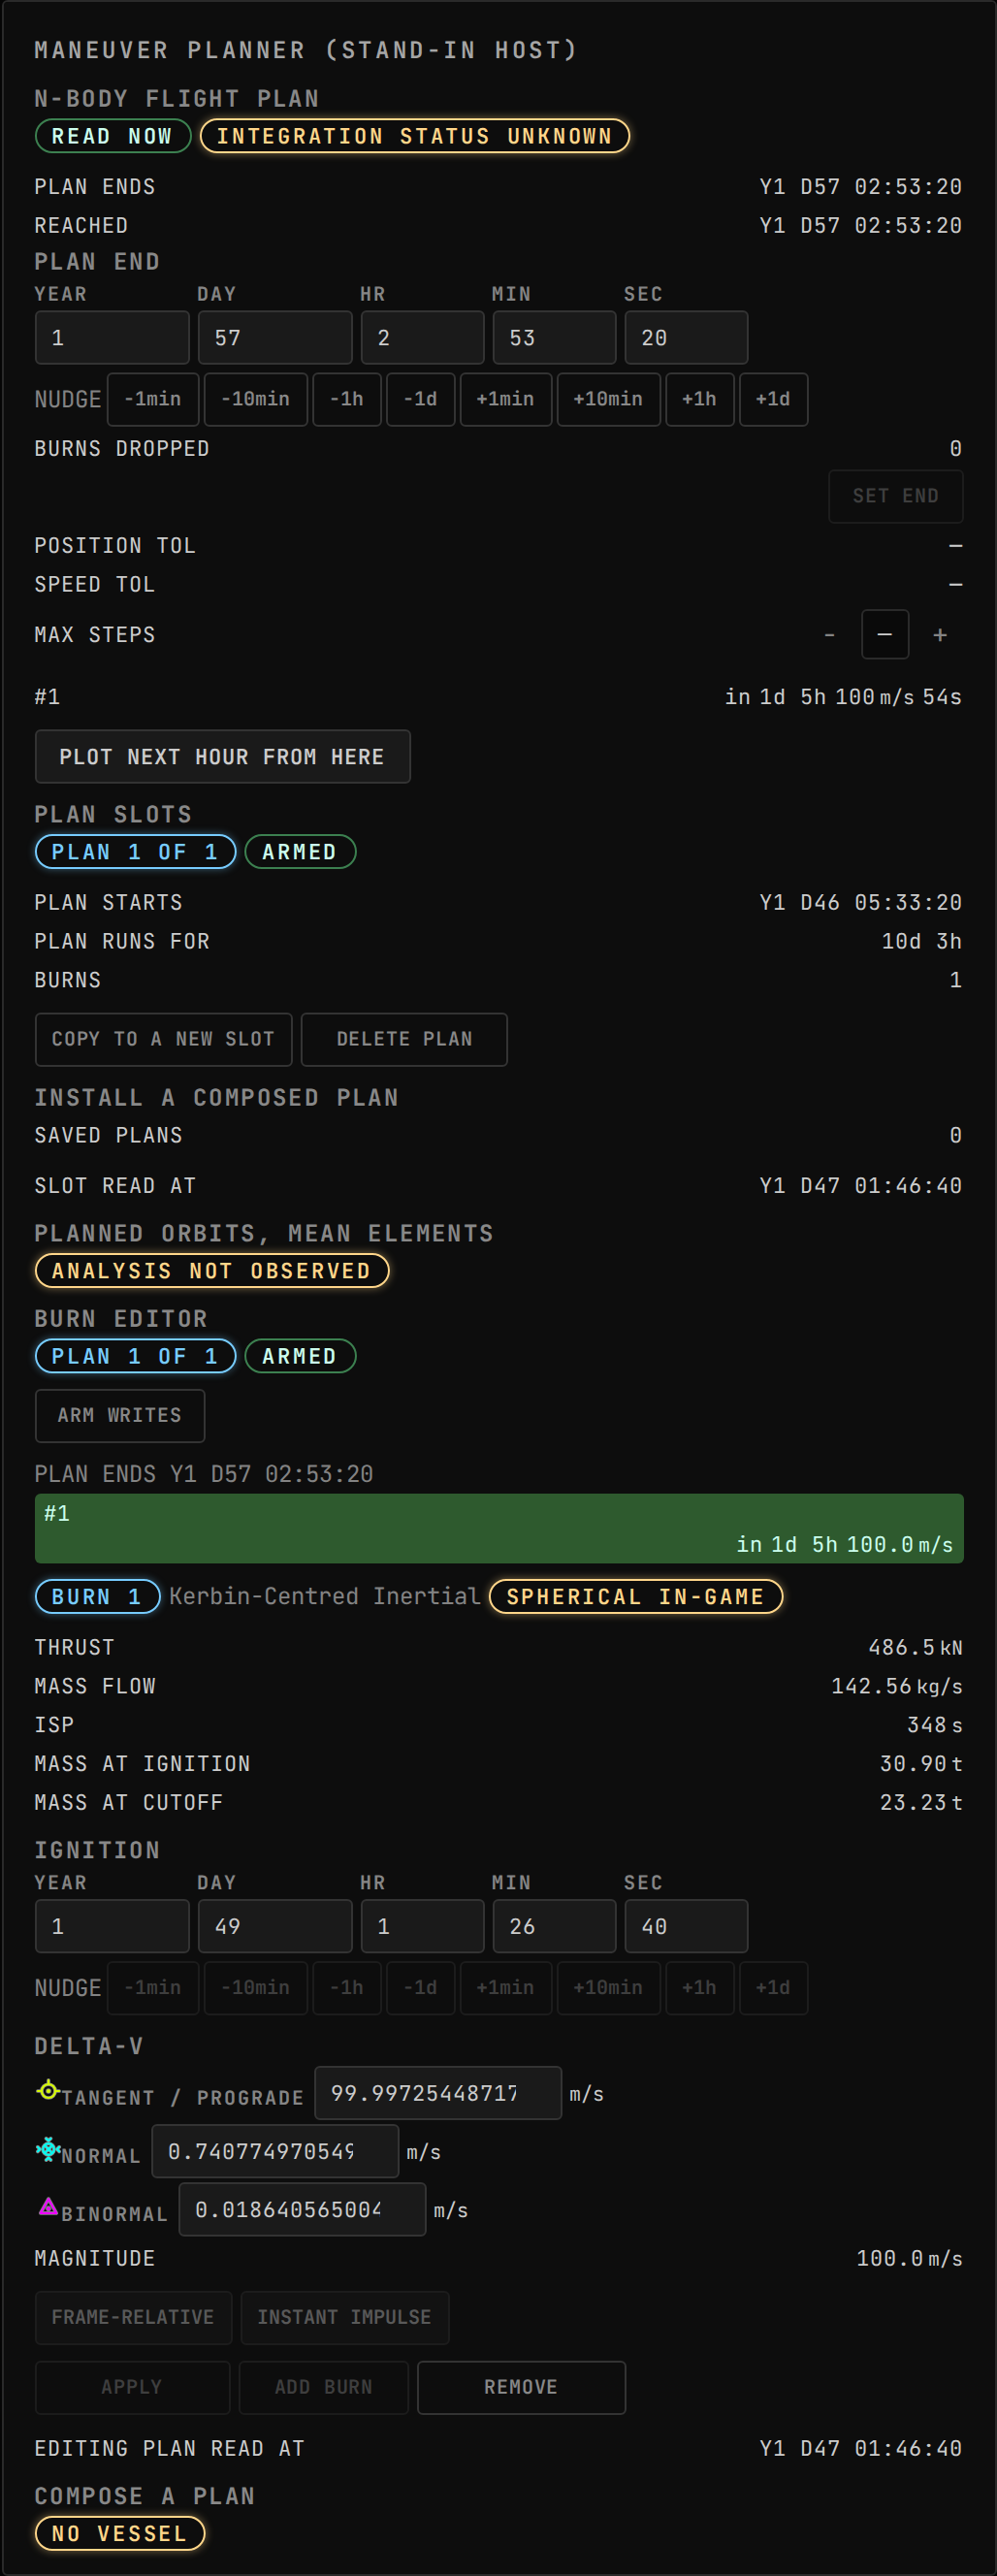 MANEUVER PLANNER (STAND-IN HOST)
N-BODY FLIGHT PLAN
READ NOW INTEGRATION STATUS UNKNOWN
PLAN ENDS Y1 D57 02:53:20
REACHED Y1 D57 02:53:20
PLAN END
YEAR DAY HR MIN SEC
1 57 2 53 20
NUDGE -1min -10min -1h -1d +1min +10min +1h +1d
BURNS DROPPED 0
SET END
POSITION TOL —
SPEED TOL —
MAX STEPS - — +
#1 in 1d 5h 100 m/s 54s
PLOT NEXT HOUR FROM HERE
PLAN SLOTS
PLAN 1 OF 1 ARMED
PLAN STARTS Y1 D46 05:33:20
PLAN RUNS FOR 10d 3h
BURNS 1
COPY TO A NEW SLOT DELETE PLAN
INSTALL A COMPOSED PLAN
SAVED PLANS 0
SLOT READ AT Y1 D47 01:46:40
PLANNED ORBITS, MEAN ELEMENTS
ANALYSIS NOT OBSERVED
BURN EDITOR
PLAN 1 OF 1 ARMED
ARM WRITES
PLAN ENDS Y1 D57 02:53:20
#1
in 1d 5h 100.0 m/s
BURN 1 Kerbin-Centred Inertial SPHERICAL IN-GAME
THRUST 486.5 kN
MASS FLOW 142.56 kg/s
ISP 348 s
MASS AT IGNITION 30.90 t
MASS AT CUTOFF 23.23 t
IGNITION
YEAR DAY HR MIN SEC
1 49 1 26 40
NUDGE -1min -10min -1h -1d +1min +10min +1h +1d
DELTA-V
TANGENT / PROGRADE 99.99725448717 m/s
NORMAL 0.740774970549 m/s
BINORMAL 0.018640565004 m/s
MAGNITUDE 100.0 m/s
FRAME-RELATIVE INSTANT IMPULSE
APPLY ADD BURN REMOVE
EDITING PLAN READ AT Y1 D47 01:46:40
COMPOSE A PLAN
NO VESSEL